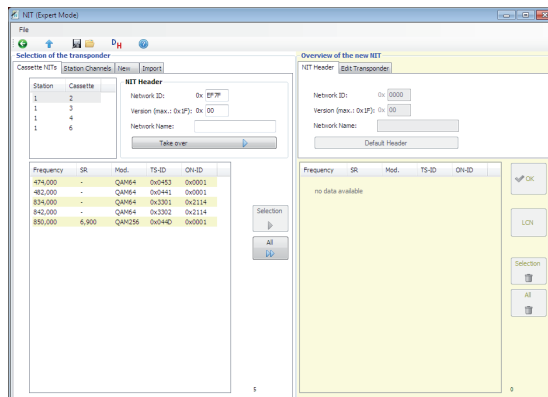 NIT (Expert Mode)
File
DH
Selection of the transponder
Cassette NITs Station Channels New Import
Station Cassette
1 2
1 3
1 4
1 6
NIT Header
Network ID: 0x EF7F
Version (max.: 0x1F): 0x 00
Network Name:
Take over
Frequency SR Mod. TS-ID ON-ID
474,000 - QAM64 0x0453 0x0001
482,000 - QAM64 0x0441 0x0001
834,000 - QAM64 0x3301 0x2114
842,000 - QAM64 0x3302 0x2114
850,000 6,900 QAM256 0x044D 0x0001
5
Selection
All
Overview of the new NIT
NIT Header Edit Transponder
Network ID: 0x 0000
Version (max.: 0x1F): 0x 00
Network Name:
Default Header
Frequency SR Mod. TS-ID ON-ID
no data available
0
OK
LCN
Selection
All